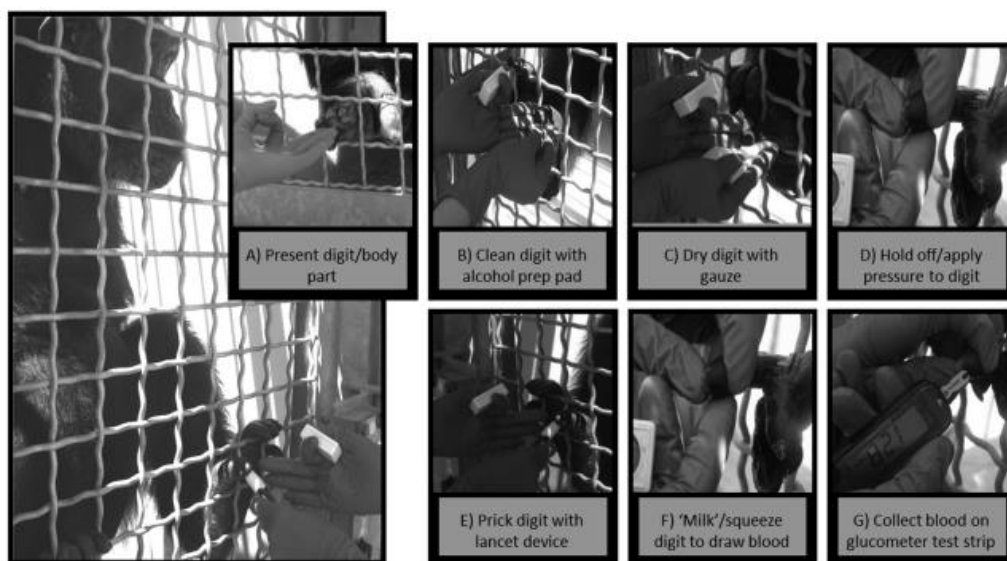 A) Present digit/body
part
B) Clean digit with
alcohol prep pad
C) Dry digit with
gauze
D) Hold off/apply
pressure to digit
E) Prick digit with
lancet device
F) 'Milk'/squeeze
digit to draw blood
G) Collect blood on
glucometer test strip